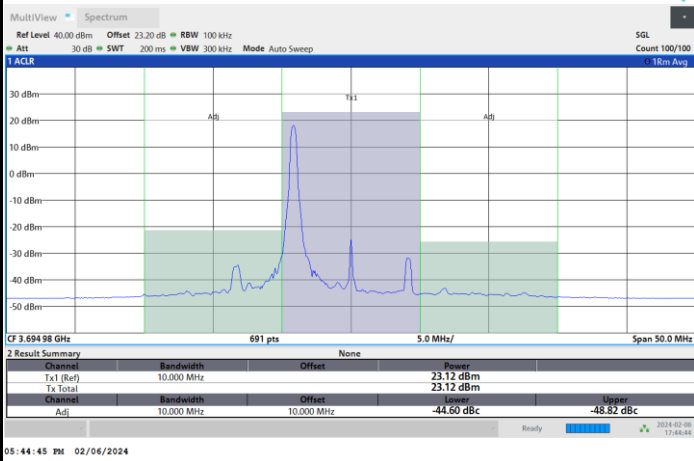 MultiView Spectrum
Ref Level 40.00 dBm Offset 23.20 dB RBW 100 kHz SGL
Att 30 dB SWT 200 ms VBW 300 kHz Mode Auto Sweep Count 100/100
1 ACLR 1Rm Avg
30 dBm
Tx1
20 dBm
Adj Adj
10 dBm
0 dBm
-10 dBm
-20 dBm
-30 dBm
-40 dBm
-50 dBm
CF 3.69498 GHz 691 pts 5.0 MHz/ Span 50.0 MHz
2 Result Summary None
Channel Bandwidth Offset Power
Tx1 (Ref) 10.000 MHz 23.12 dBm
Tx Total 23.12 dBm
Channel Bandwidth Offset Lower Upper
Adj 10.000 MHz 10.000 MHz -44.60 dBc -48.82 dBc
Ready 2024-02-06
17:44:44
05:44:45 PM 02/06/2024